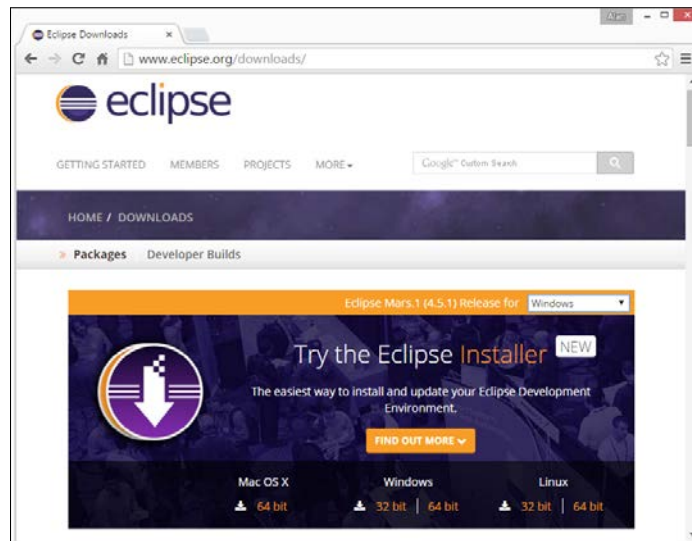 Alan
Eclipse Downloads
www.eclipse.org/downloads/
eclipse
GETTING STARTED MEMBERS PROJECTS MORE
Google™ Custom Search
HOME / DOWNLOADS
» Packages Developer Builds
Eclipse Mars.1 (4.5.1) Release for Windows
Try the Eclipse Installer NEW
The easiest way to install and update your Eclipse Development
Environment.
FIND OUT MORE
Mac OS X Windows Linux
64 bit 32 bit | 64 bit 32 bit | 64 bit